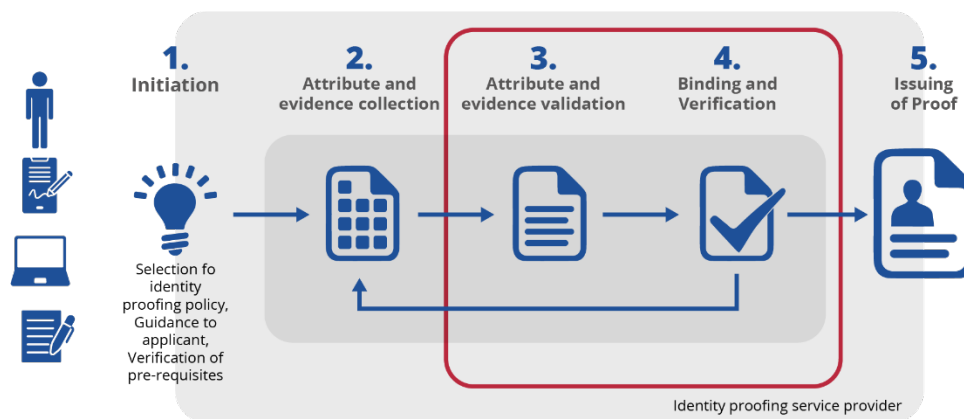 1.
Initiation
2.
Attribute and
evidence collection
3.
Attribute and
evidence validation
4.
Binding and
Verification
5.
Issuing
of Proof
Selection fo
identity
proofing policy,
Guidance to
applicant,
Verification of
pre-requisites
Identity proofing service provider